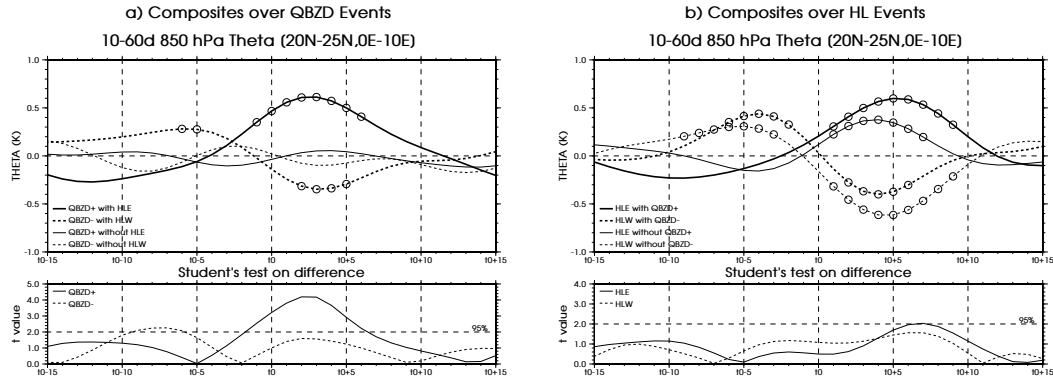 a) Composites over QBZD Events
10-60d 850 hPa Theta [20N-25N,0E-10E]
THETA (K)
1.0
0.5
0.0
-0.5
-1.0
QBZD+ with HLE
QBZD- with HLW
QBZD+ without HLE
QBZD- without HLW
t0-15 t0-10 t0-5 t0 t0+5 t0+10 t0+15
Student's test on difference
t value
5.0
4.0
3.0
2.0
1.0
0.0
QBZD+
QBZD-
95%
t0-15 t0-10 t0-5 t0 t0+5 t0+10 t0+15
b) Composites over HL Events
10-60d 850 hPa Theta [20N-25N,0E-10E]
THETA (K)
1.0
0.5
0.0
-0.5
-1.0
HLE with QBZD+
HLW with QBZD-
HLE without QBZD+
HLW without QBZD-
t0-15 t0-10 t0-5 t0 t0+5 t0+10 t0+15
Student's test on difference
t value
4.0
3.0
2.0
1.0
0.0
HLE
HLW
95%
t0-15 t0-10 t0-5 t0 t0+5 t0+10 t0+15